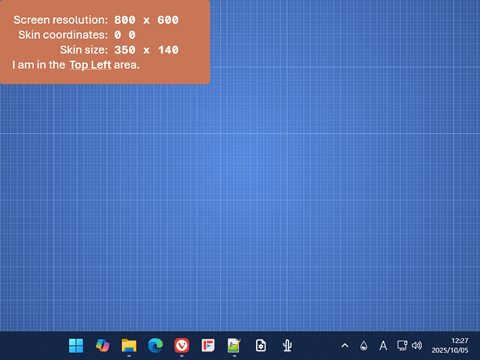 Screen resolution: 800 x 600
Skin coordinates: 0 0
Skin size: 350 x 140
I am in the Top Left area.
A
12:27
2025/10/05